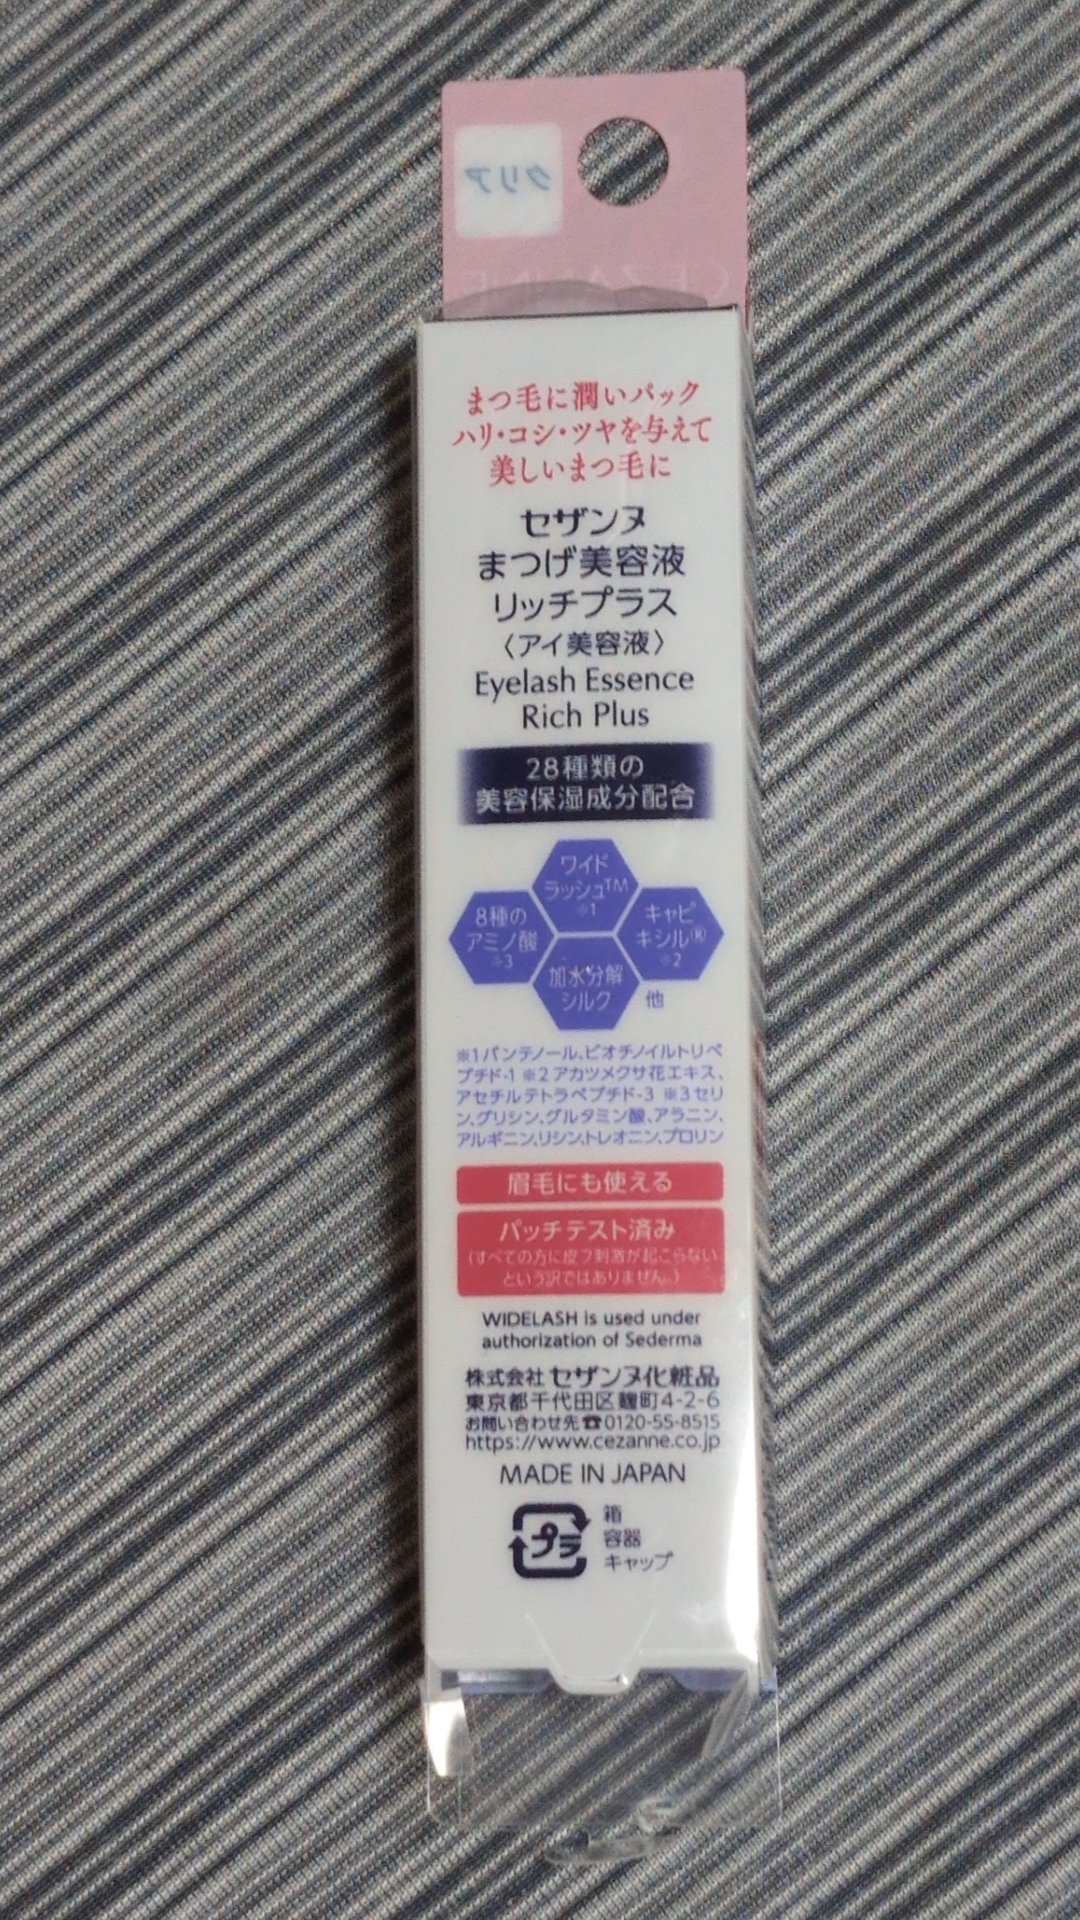 クリア
CEZANNE
まつ毛に潤いパック
ハリ・コシ・ツヤを与えて
美しいまつ毛に
セザンヌ
まつげ美容液
リッチプラス
〈アイ美容液〉
Eyelash Essence
Rich Plus
28種類の
美容保湿成分配合
ワイド
ラッシュTM
※1
8種の
アミノ酸
※3
キャピ
キシル®
※2
加水分解
シルク
他
※1パンテノール、ビオチノイルトリペ
プチド-1 ※2アカツメクサ花エキス、
アセチルテトラペプチド-3 ※3セリ
ン、グリシン、グルタミン酸、アラニン、
アルギニン、リシン、トレオニン、プロリン
眉毛にも使える
パッチテスト済み
(すべての方に皮フ刺激が起こらない
という訳ではありません。)
WIDELASH is used under
authorization of Sederma
株式会社 セザンヌ化粧品
東京都千代田区麹町4-2-6
お問い合わせ先☎0120-55-8515
https://www.cezanne.co.jp
MADE IN JAPAN
プラ
箱
容器
キャップ